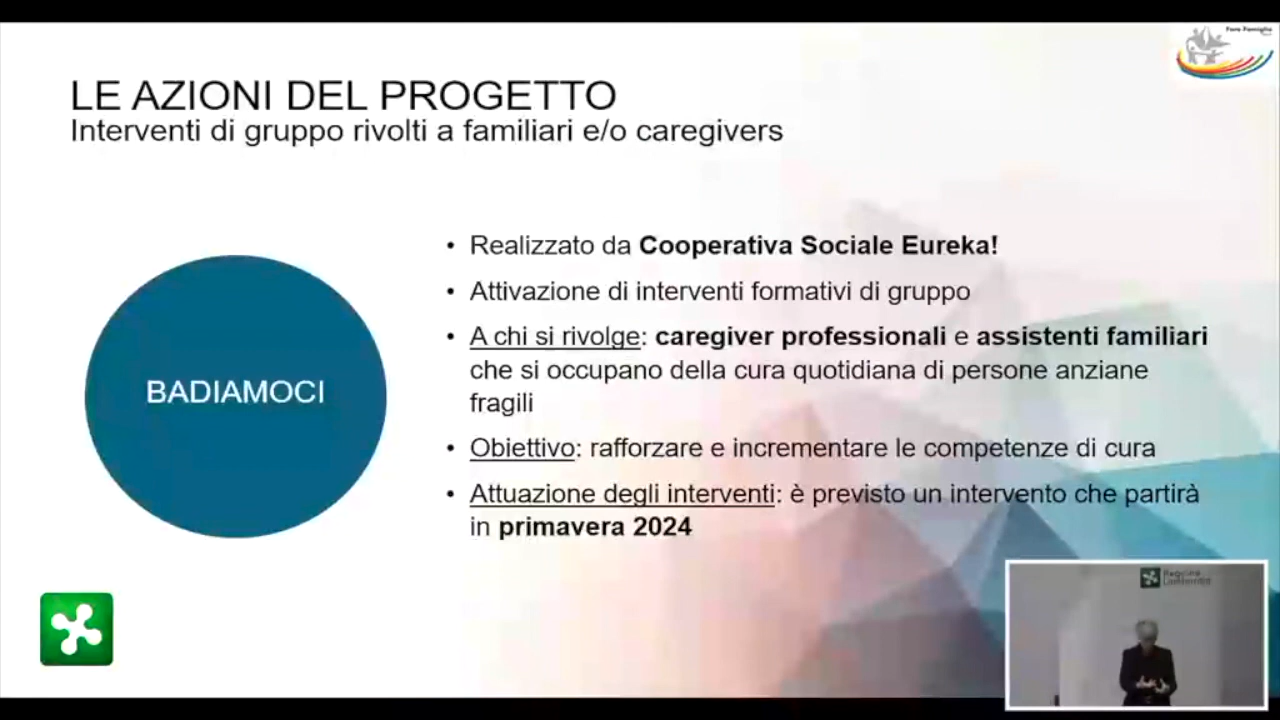 Fare Famiglia
LE AZIONI DEL PROGETTO
Interventi di gruppo rivolti a familiari e/o caregivers
BADIAMOCI
• Realizzato da Cooperativa Sociale Eureka!
• Attivazione di interventi formativi di gruppo
• A chi si rivolge: caregiver professionali e assistenti familiari
che si occupano della cura quotidiana di persone anziane
fragili
• Obiettivo: rafforzare e incrementare le competenze di cura
• Attuazione degli interventi: è previsto un intervento che partirà
in primavera 2024
Regione
Lombardia